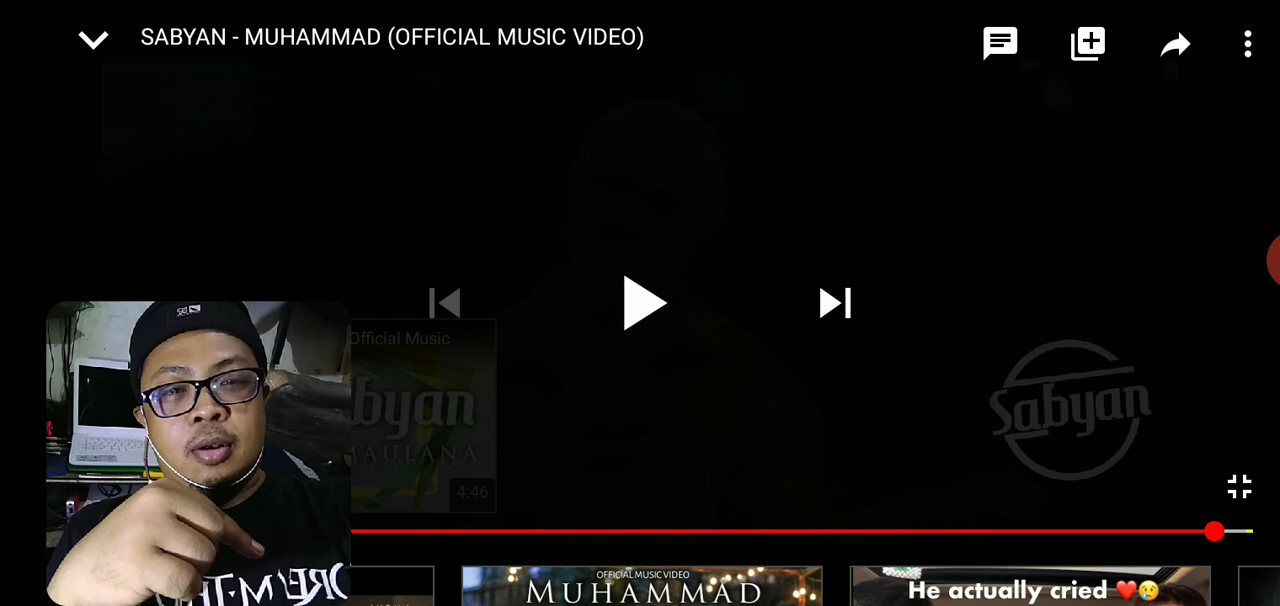 SABYAN - MUHAMMAD (OFFICIAL MUSIC VIDEO)
Official Music
byan
MAULANA
4:46
Sabyan
OFFICIAL MUSIC VIDEO
MUHAMMAD
He actually cried ❤️😢